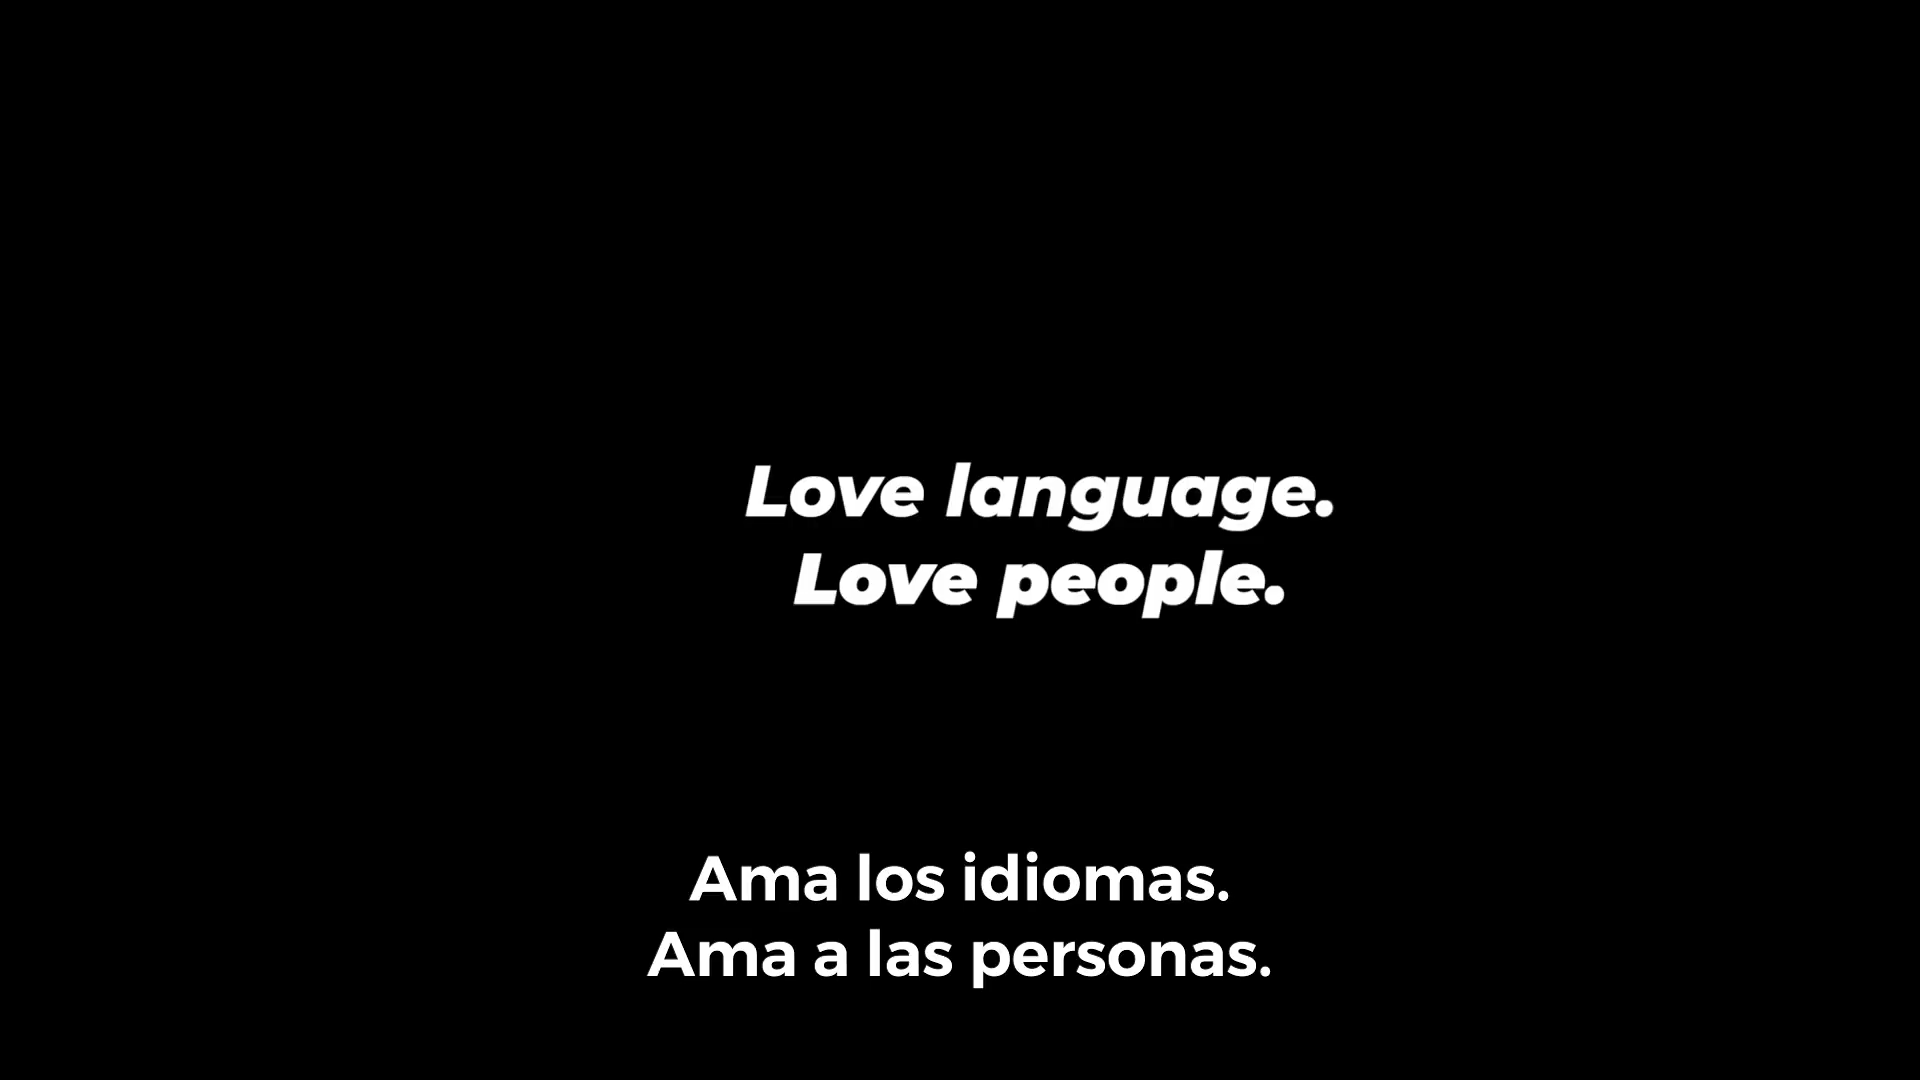 Love language.
Love people.
Ama los idiomas.
Ama a las personas.